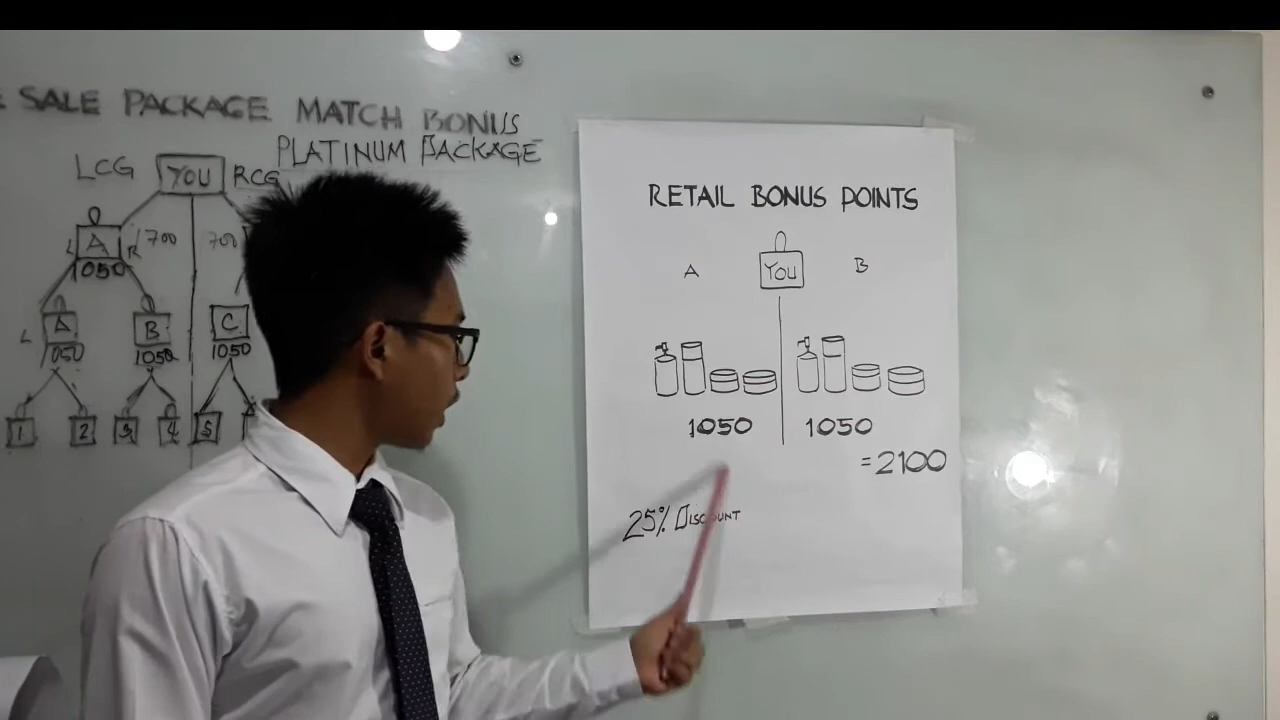 SALE PACKAGE MATCH BONUS
PLATINUM PACKAGE
LCG YOU RCG
L A R 700 700
1050
L A B C
1050 1050 1050
1 2 3 4 5
RETAIL BONUS POINTS
A YOU B
1050 1050
=2100
25% DISCOUNT